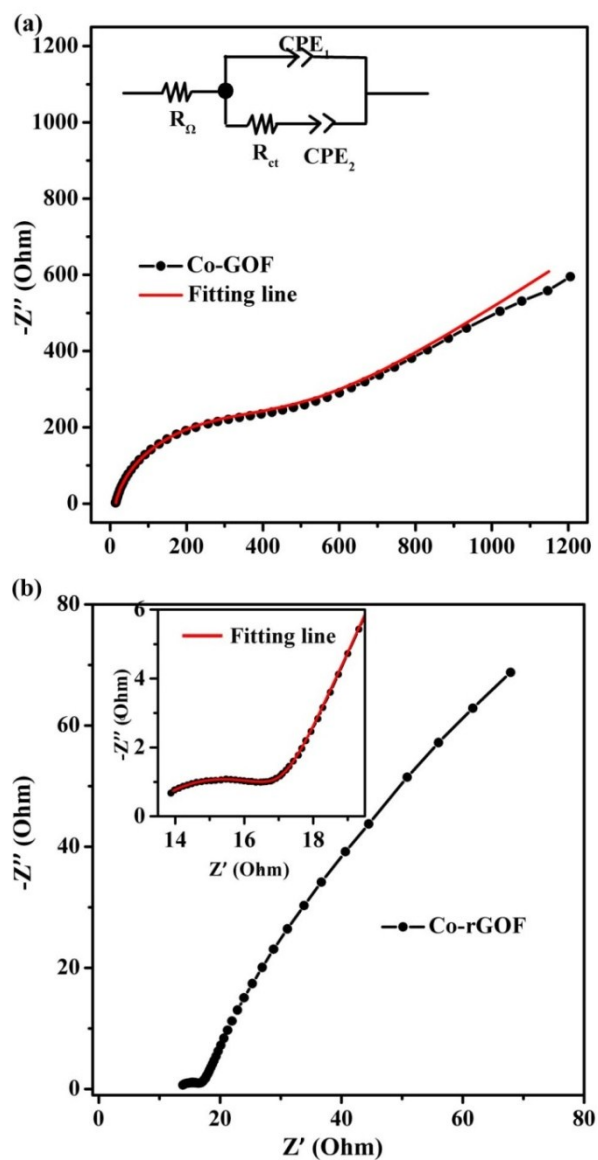 (a)
1200
1000
800
600
400
200
0
-Z″ (Ohm)
CPE₁
R_Ω
R_ct
CPE₂
Co-GOF
Fitting line
0 200 400 600 800 1000 1200
(b)
80
60
40
20
0
-Z″ (Ohm)
6
4
2
0
-Z″ (Ohm)
Fitting line
14 16 18
Z′ (Ohm)
Co-rGOF
0 20 40 60 80
Z′ (Ohm)